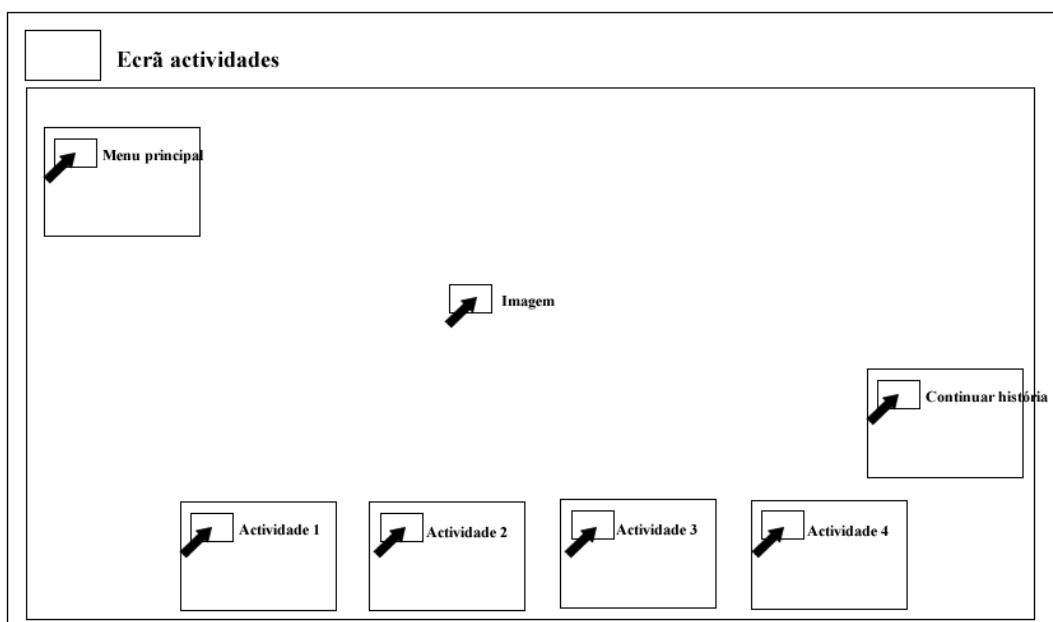 Ecrã actividades
Menu principal
Imagem
Continuar história
Actividade 1
Actividade 2
Actividade 3
Actividade 4